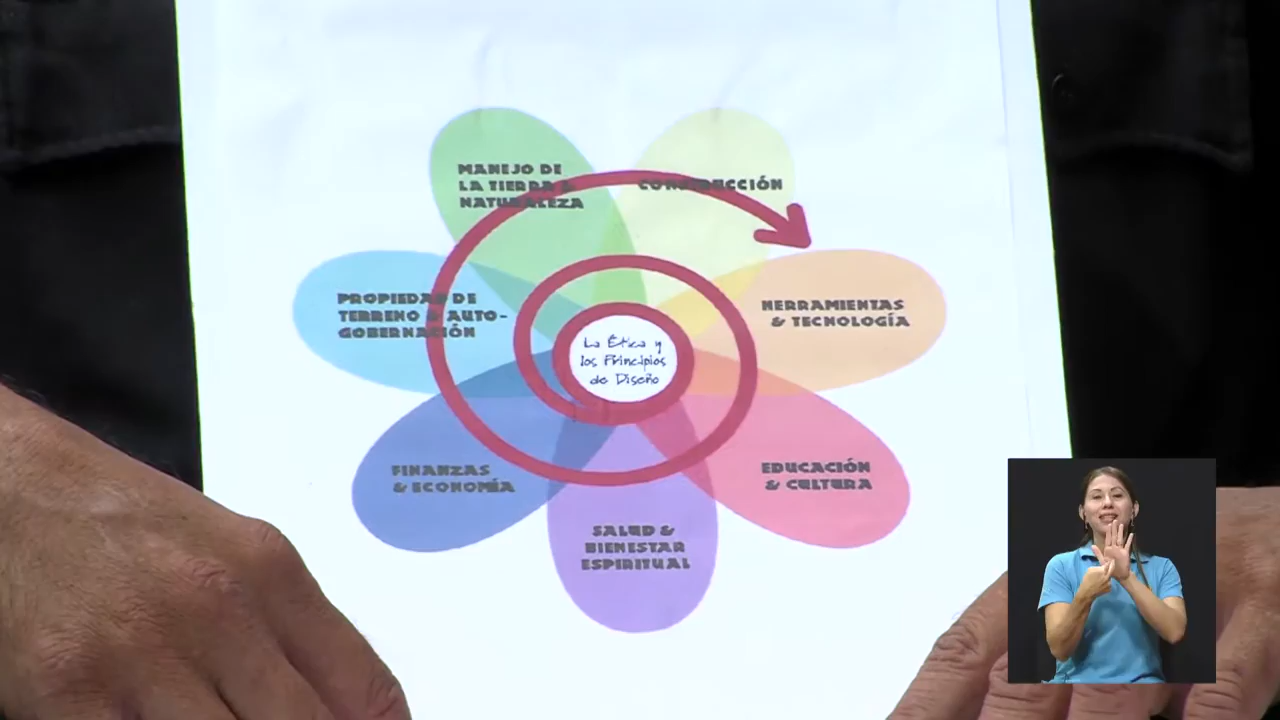 MANEJO DE
LA TIERRA &
NATURALEZA
CONSTRUCCIÓN
PROPIEDAD DE
TERRENO & AUTO-
GOBERNACIÓN
HERRAMIENTAS
& TECNOLOGÍA
La Ética y
los Principios
de Diseño
FINANZAS
& ECONOMÍA
EDUCACIÓN
& CULTURA
SALUD &
BIENESTAR
ESPIRITUAL